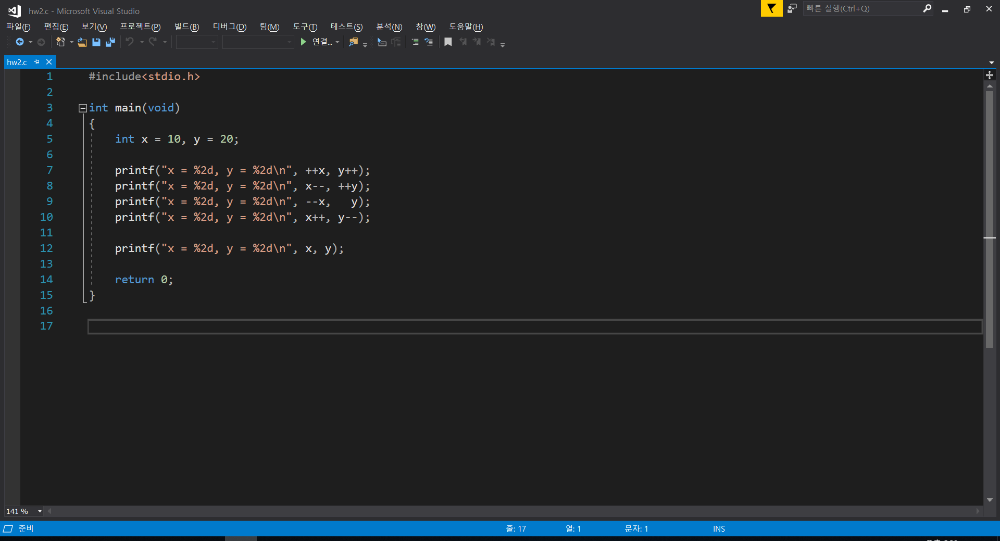 hw2.c - Microsoft Visual Studio
빠른 실행(Ctrl+Q)
파일(F) 편집(E) 보기(V) 프로젝트(P) 빌드(B) 디버그(D) 팀(M) 도구(T) 테스트(S) 분석(N) 창(W) 도움말(H)
연결...
hw2.c
1 #include<stdio.h>
2
3 int main(void)
4 {
5 int x = 10, y = 20;
6
7 printf("x = %2d, y = %2d\n", ++x, y++);
8 printf("x = %2d, y = %2d\n", x--, ++y);
9 printf("x = %2d, y = %2d\n", --x,   y);
10 printf("x = %2d, y = %2d\n", x++, y--);
11
12 printf("x = %2d, y = %2d\n", x, y);
13
14 return 0;
15 }
16
17
141 %
준비 줄: 17 열: 1 문자: 1 INS